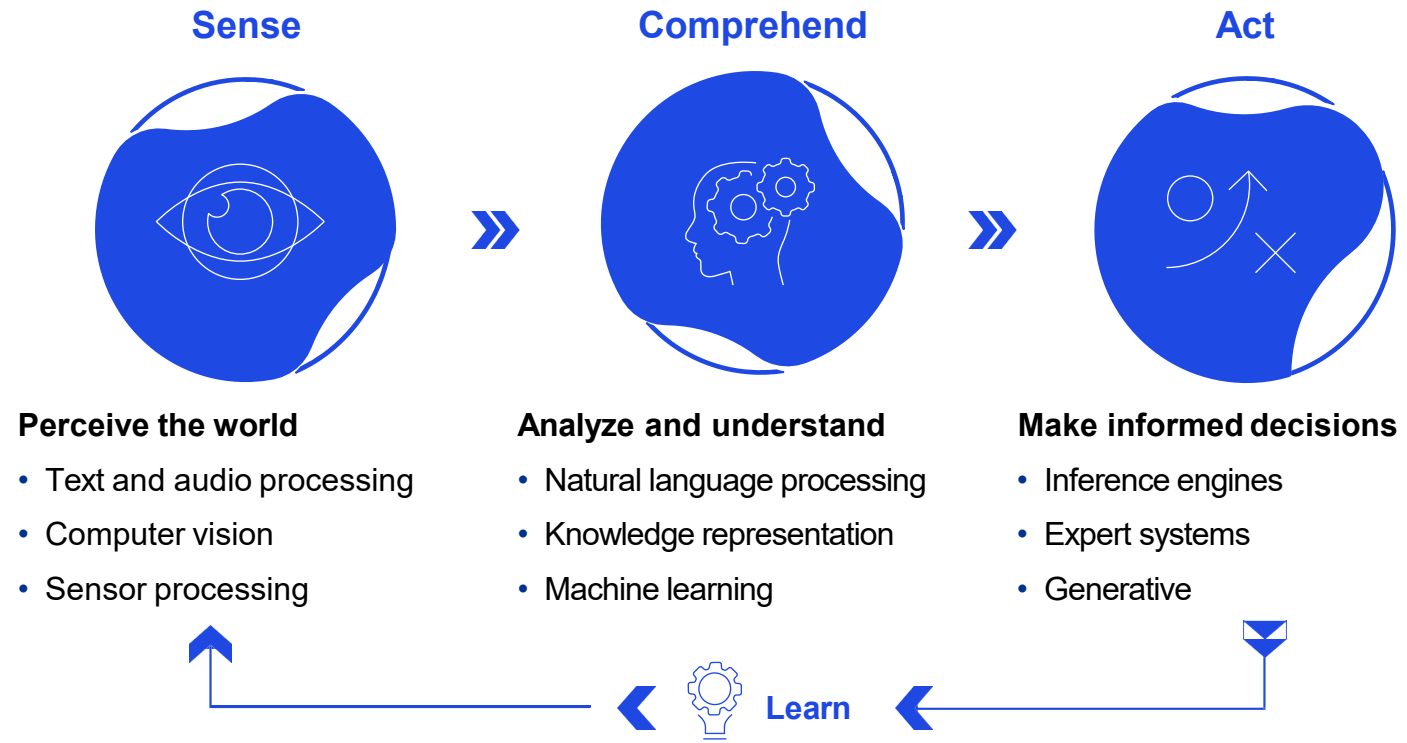 Sense
Comprehend
Act
Perceive the world
• Text and audio processing
• Computer vision
• Sensor processing
Analyze and understand
• Natural language processing
• Knowledge representation
• Machine learning
Make informed decisions
• Inference engines
• Expert systems
• Generative
Learn